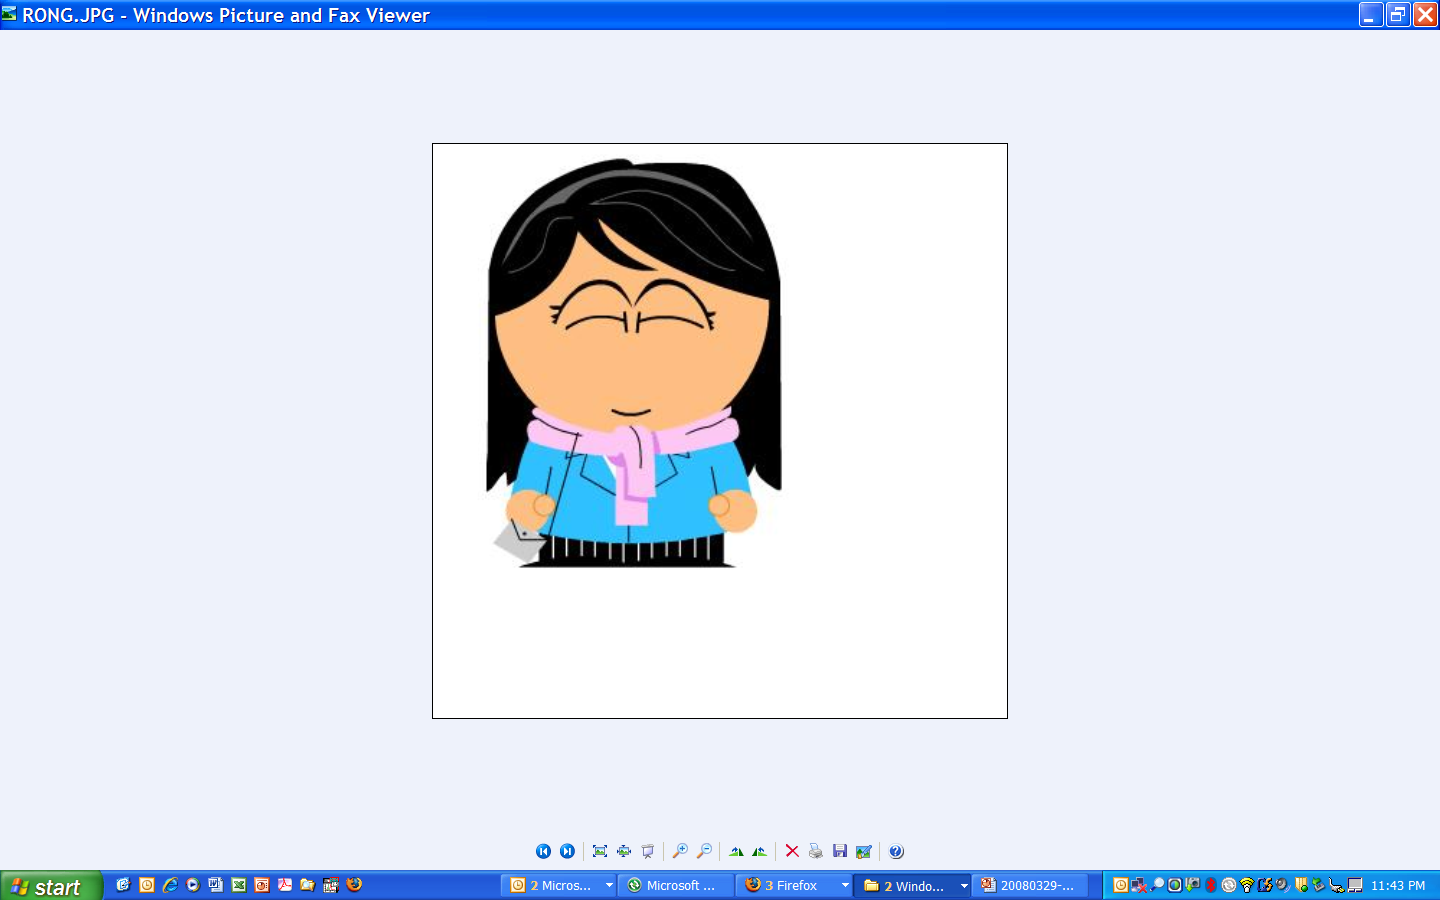 RONG.JPG - Windows Picture and Fax Viewer
start
2 Micros...
Microsoft ...
3 Firefox
2 Windo...
20080329-...
11:43 PM